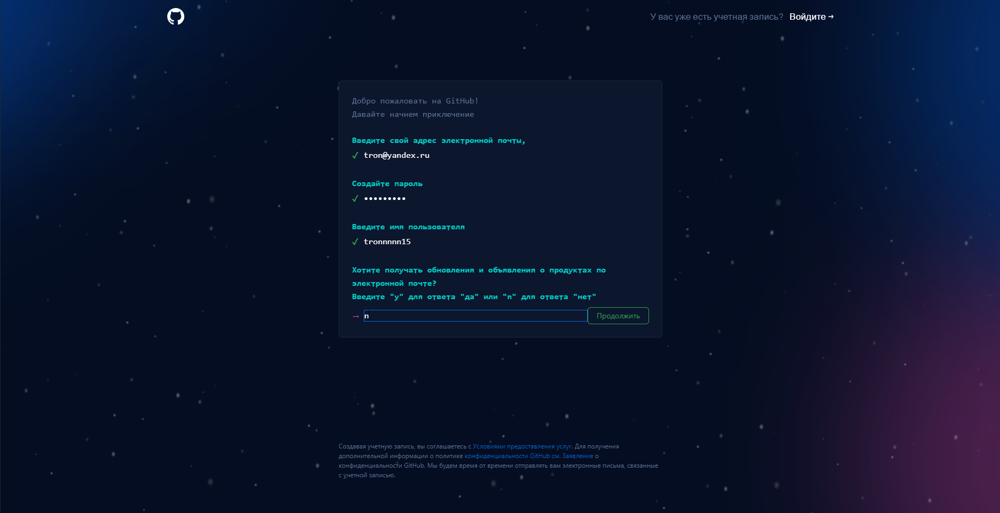 У вас уже есть учетная запись? Войдите →
Добро пожаловать на GitHub!
Давайте начнем приключение
Введите свой адрес электронной почты,
✓ tron@yandex.ru
Создайте пароль
✓ •••••••••
Введите имя пользователя
✓ tronnnnn15
Хотите получать обновления и объявления о продуктах по
электронной почте?
Введите "y" для ответа "да" или "n" для ответа "нет"
→ n Продолжить
Создавая учетную запись, вы соглашаетесь с Условиями предоставления услуг. Для получения
дополнительной информации о политике конфиденциальности GitHub см. Заявление о
конфиденциальности GitHub. Мы будем время от времени отправлять вам электронные письма, связанные
с учетной записью.